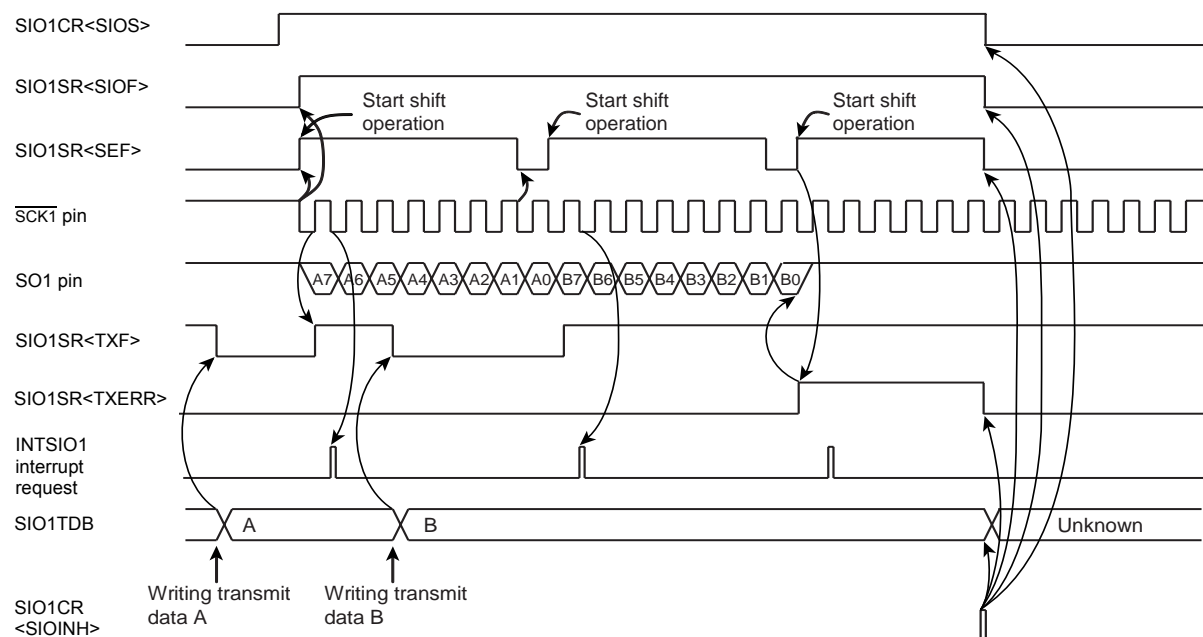 SIO1CR<SIOS>
SIO1SR<SIOF>
Start shift
operation
Start shift
operation
Start shift
operation
SIO1SR<SEF>
SCK1 pin
SO1 pin
A7 A6 A5 A4 A3 A2 A1 A0 B7 B6 B5 B4 B3 B2 B1 B0
SIO1SR<TXF>
SIO1SR<TXERR>
INTSIO1
interrupt
request
SIO1TDB
A
B
Unknown
Writing transmit
data A
Writing transmit
data B
SIO1CR
<SIOINH>